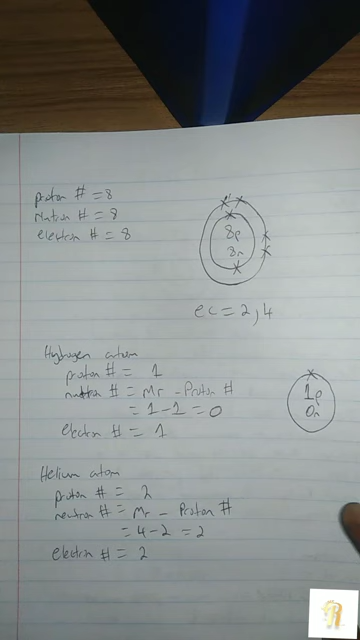 proton # = 8
Nutron # = 8
electron # = 8
8p
8n
ec = 2,4
Hydrogen atom
proton # = 1
neutron # = Mr - Proton #
= 1 - 1 = 0
electron # = 1
1p
0n
Helium atom
proton # = 2
neutron # = Mr - Proton #
= 4 - 2 = 2
electron # = 2